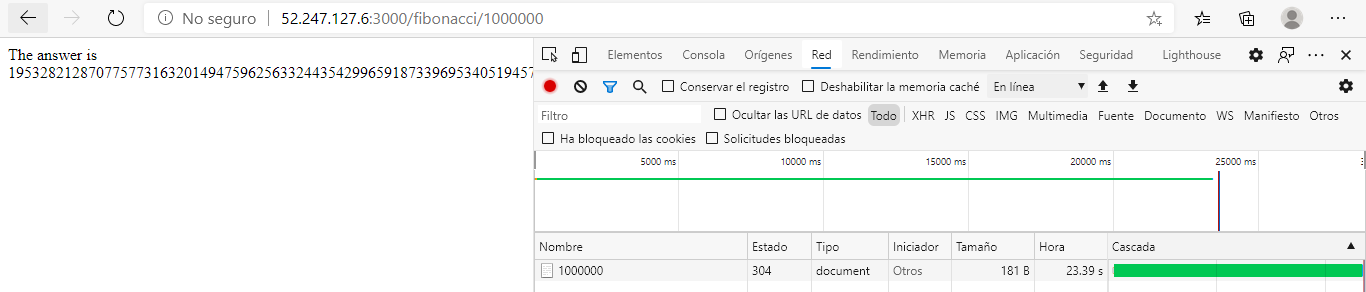 No seguro 52.247.127.6:3000/fibonacci/1000000
The answer is
19532821287077577316320149475962563324435429965918733969534051945
Elementos Consola Orígenes Red Rendimiento Memoria Aplicación Seguridad Lighthouse
Conservar el registro Deshabilitar la memoria caché En línea
Filtro Ocultar las URL de datos Todo XHR JS CSS IMG Multimedia Fuente Documento WS Manifiesto Otros
Ha bloqueado las cookies Solicitudes bloqueadas
5000 ms 10000 ms 15000 ms 20000 ms 25000 ms
Nombre Estado Tipo Iniciador Tamaño Hora Cascada
1000000 304 document Otros 181 B 23.39 s